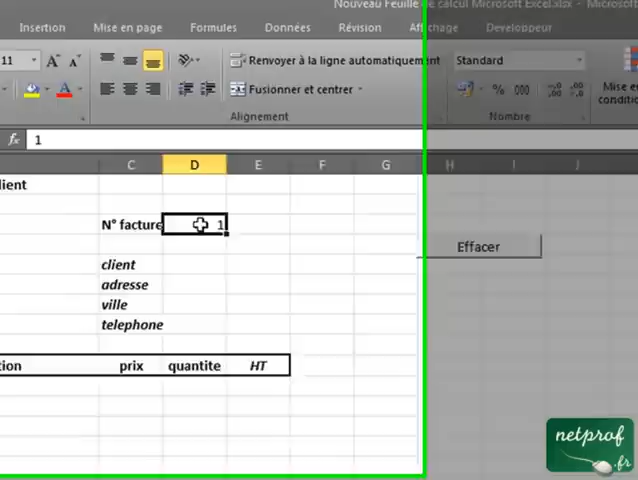 Nouveau Feuille de calcul Microsoft Excel.xlsx - Microsoft
Insertion Mise en page Formules Données Révision Affichage Developpeur
11 A A Renvoyer à la ligne automatiquement Standard
Fusionner et centrer % 000 Mise en
conditio
Alignement Nombre
fx 1
C D E F G H I J
lient
N° facture 1
Effacer
client
adresse
ville
telephone
tion prix quantite HT
netprof
.fr